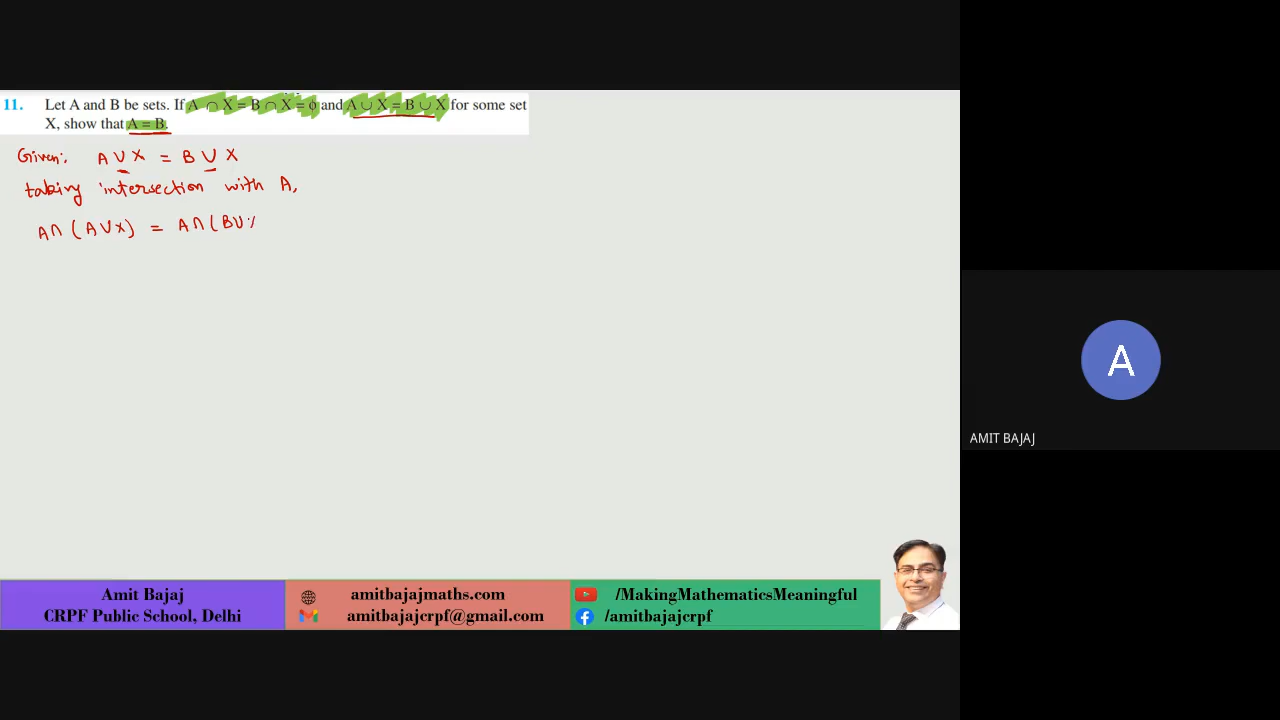 11. Let A and B be sets. If A ∩ X = B ∩ X = ϕ and A ∪ X = B ∪ X for some set
X, show that A = B.
Given: A ∪ X = B ∪ X
taking intersection with A,
A∩(A∪X) = A∩(B∪
A
AMIT BAJAJ
Amit Bajaj
CRPF Public School, Delhi
amitbajajmaths.com
amitbajajcrpf@gmail.com
/MakingMathematicsMeaningful
/amitbajajcrpf